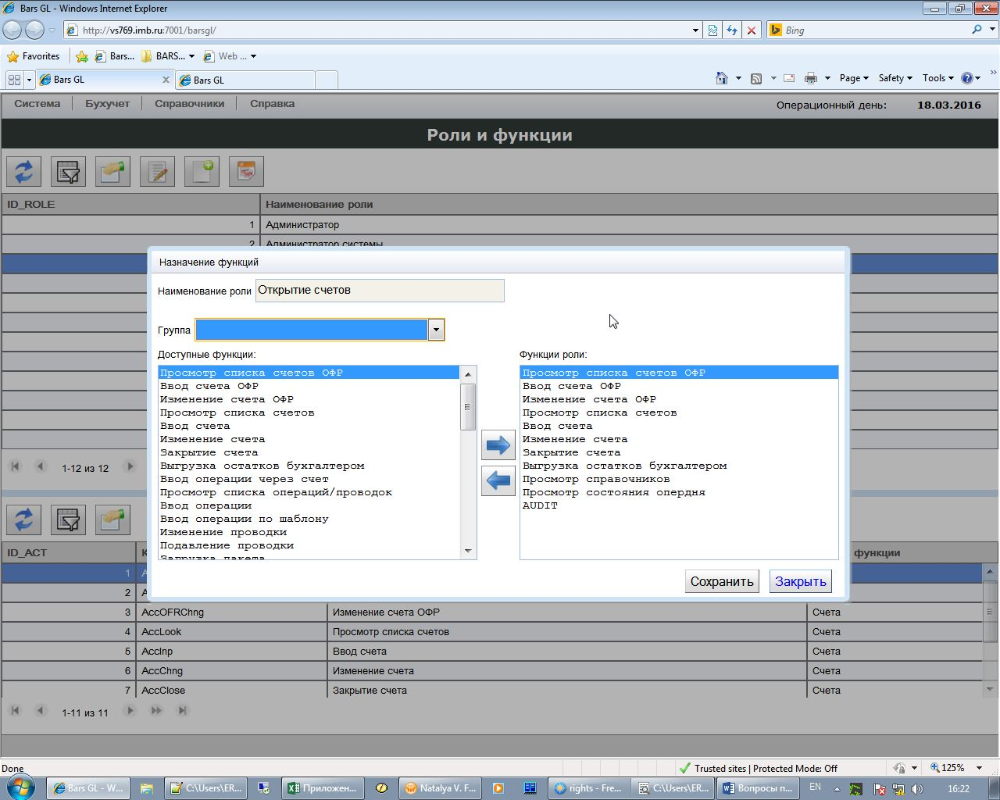 Bars GL - Windows Internet Explorer
http://vs769.imb.ru:7001/barsgl/
Bing
Favorites
Bars...
BARS...
Web ...
Bars GL
Bars GL
Page
Safety
Tools
Система
Бухучет
Справочники
Справка
Операционный день:
18.03.2016
Роли и функции
ID_ROLE
Наименование роли
1
Администратор
2
Администратор системы
Назначение функций
Наименование роли
Открытие счетов
Группа
Доступные функции:
Просмотр списка счетов ОФР
Ввод счета ОФР
Изменение счета ОФР
Просмотр списка счетов
Ввод счета
Изменение счета
Закрытие счета
Выгрузка остатков бухгалтером
Ввод операции через счет
Просмотр списка операций/проводок
Ввод операции
Ввод операции по шаблону
Изменение проводки
Подавление проводки
Загрузка пакета
Функции роли:
Просмотр списка счетов ОФР
Ввод счета ОФР
Изменение счета ОФР
Просмотр списка счетов
Ввод счета
Изменение счета
Закрытие счета
Выгрузка остатков бухгалтером
Просмотр справочников
Просмотр состояния опердня
AUDIT
Сохранить
Закрыть
1-12 из 12
ID_ACT
функции
1
2
3
AccOFRChng
Изменение счета ОФР
Счета
4
AccLook
Просмотр списка счетов
Счета
5
AccInp
Ввод счета
Счета
6
AccChng
Изменение счета
Счета
7
AccClose
Закрытие счета
Счета
1-11 из 11
Done
Trusted sites | Protected Mode: Off
125%
Bars GL - W...
C:\Users\ER...
Приложен...
Natalya V. F...
rights - Fre...
C:\Users\ER...
Вопросы п...
EN
16:22